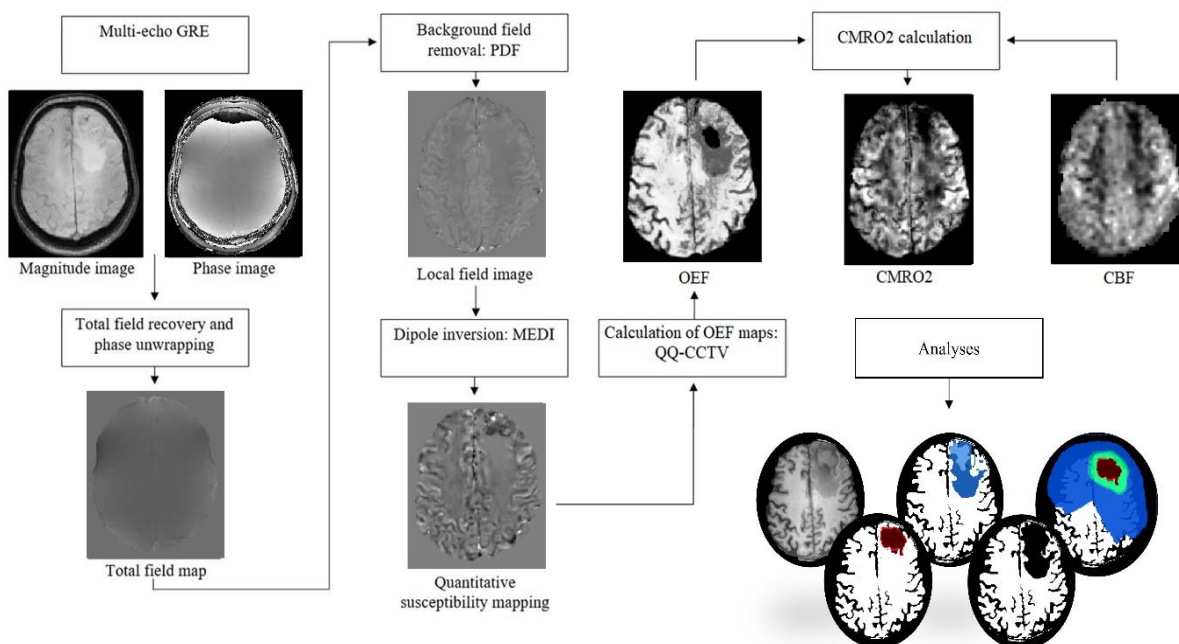 Multi-echo GRE
Magnitude image
Phase image
Total field recovery and
phase unwrapping
Total field map
Background field
removal: PDF
Local field image
Dipole inversion: MEDI
Quantitative
susceptibility mapping
Calculation of OEF maps:
QQ-CCTV
OEF
CMRO2 calculation
CMRO2
CBF
Analyses